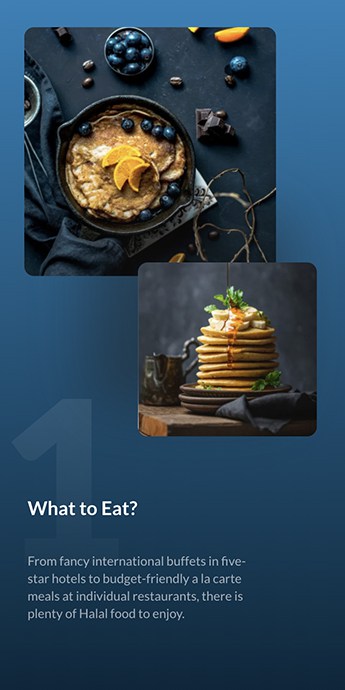 1
What to Eat?
From fancy international buffets in five-
star hotels to budget-friendly a la carte
meals at individual restaurants, there is
plenty of Halal food to enjoy.